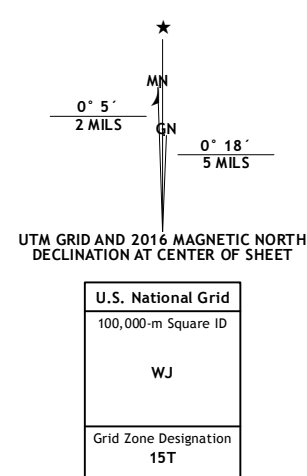 ★
MN
0° 5´
2 MILS
GN
0° 18´
5 MILS
UTM GRID AND 2016 MAGNETIC NORTH
DECLINATION AT CENTER OF SHEET
U.S. National Grid
100,000-m Square ID
WJ
Grid Zone Designation
15T